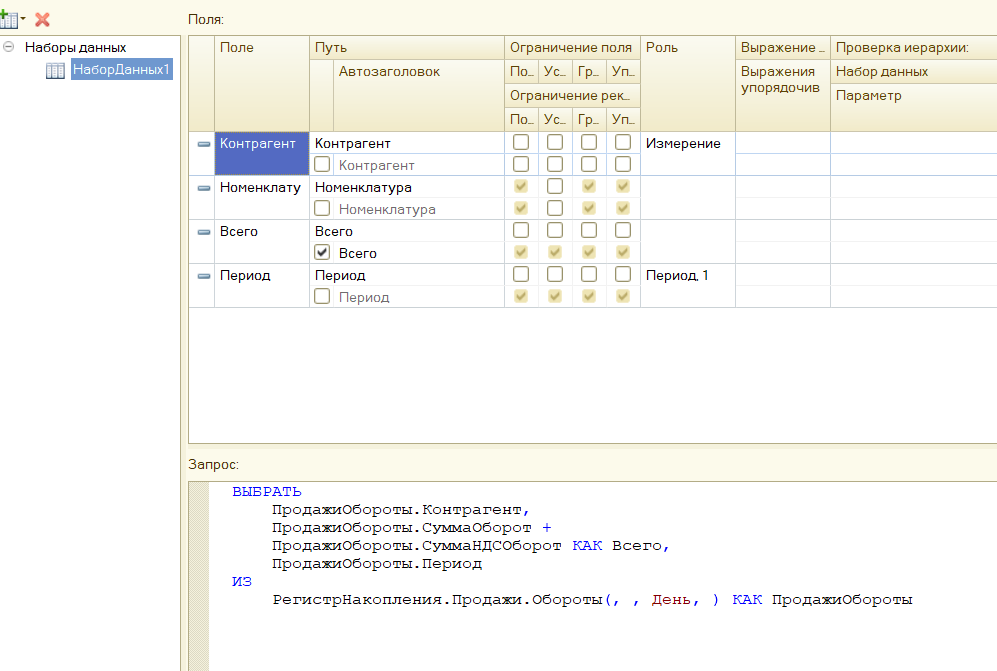 Поля:
Наборы данных
НаборДанных1
Поле Путь Ограничение поля Роль Выражение ... Проверка иерархии:
Автозаголовок По... Ус... Гр... Уп... Выражения упорядочив Набор данных
Ограничение рек... Параметр
По... Ус... Гр... Уп...
Контрагент Контрагент Измерение
Контрагент
Номенклату Номенклатура
Номенклатура
Всего Всего
Всего
Период Период Период, 1
Период
Запрос:
ВЫБРАТЬ
ПродажиОбороты.Контрагент,
ПродажиОбороты.СуммаОборот +
ПродажиОбороты.СуммаНДСОборот КАК Всего,
ПродажиОбороты.Период
ИЗ
РегистрНакопления.Продажи.Обороты(, , День, ) КАК ПродажиОбороты